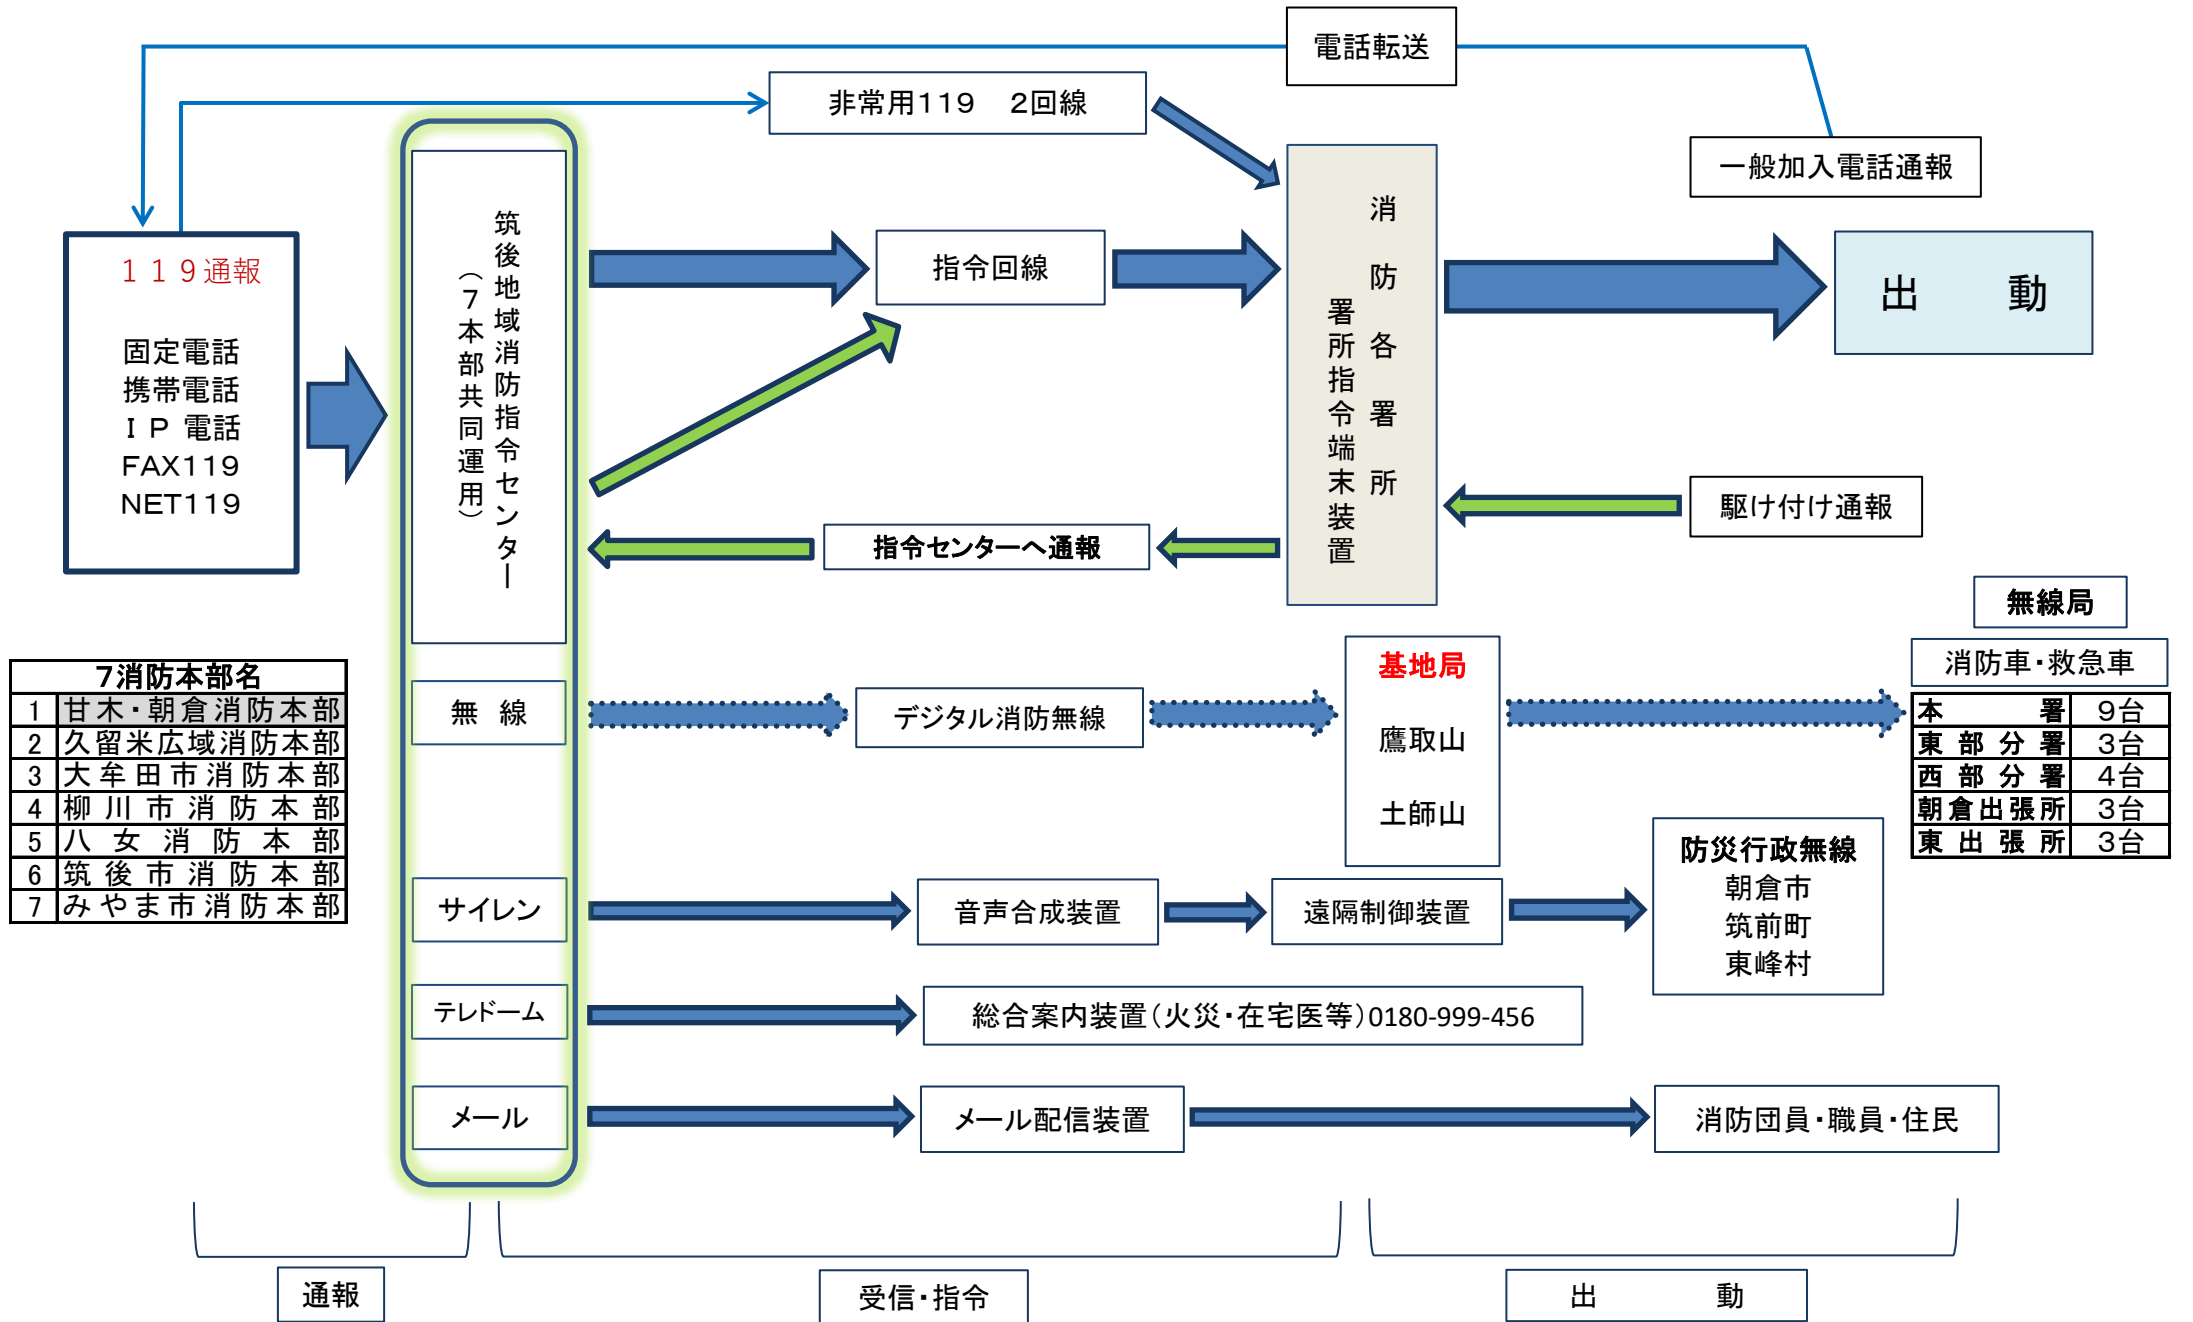 電話転送
非常用119　2回線
一般加入電話通報
119通報
固定電話
携帯電話
IP電話
FAX119
NET119
筑後地域消防指令センター
（7本部共同運用）
指令回線
消防各署所
署所指令端末装置
出　動
駆け付け通報
指令センターへ通報
無線局
消防車・救急車
本署 9台
東部分署 3台
西部分署 4台
朝倉出張所 3台
東出張所 3台
7消防本部名
1 甘木・朝倉消防本部
2 久留米広域消防本部
3 大牟田市消防本部
4 柳川市消防本部
5 八女消防本部
6 筑後市消防本部
7 みやま市消防本部
無線
デジタル消防無線
基地局
鷹取山
土師山
サイレン
音声合成装置
遠隔制御装置
防災行政無線
朝倉市
筑前町
東峰村
テレドーム
総合案内装置（火災・在宅医等）0180-999-456
メール
メール配信装置
消防団員・職員・住民
通報
受信・指令
出　動